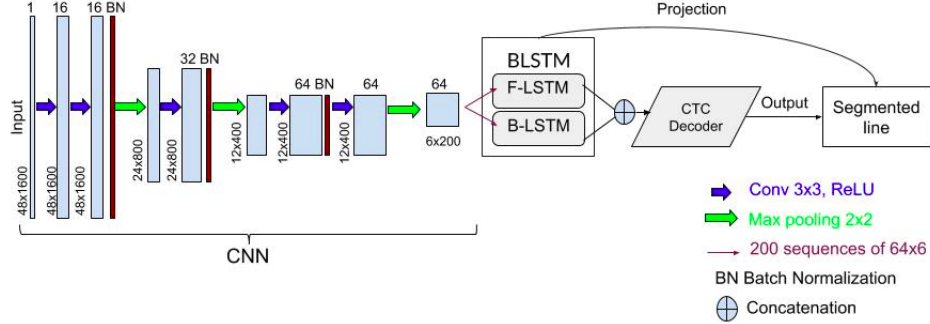 1 16 16 BN
32 BN
64 BN 64
64
Input
48x1600 48x1600 48x1600
24x800 24x800
12x400 12x400 12x400
6x200
CNN
BLSTM
F-LSTM
B-LSTM
Projection
CTC
Decoder
Output
Segmented
line
Conv 3x3, ReLU
Max pooling 2x2
200 sequences of 64x6
BN Batch Normalization
Concatenation